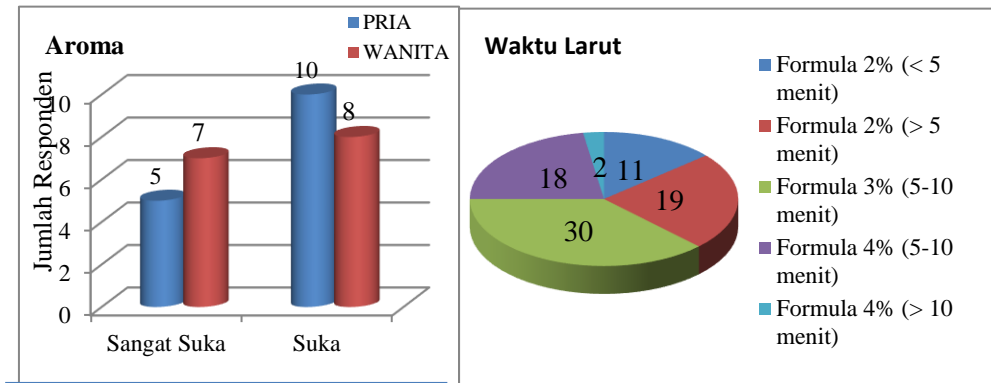 Aroma
PRIA
WANITA
Jumlah Responden
10
8
6
4
2
0
5
7
10
8
Sangat Suka
Suka
Waktu Larut
11
19
30
18
2
Formula 2% (< 5
menit)
Formula 2% (> 5
menit)
Formula 3% (5-10
menit)
Formula 4% (5-10
menit)
Formula 4% (> 10
menit)